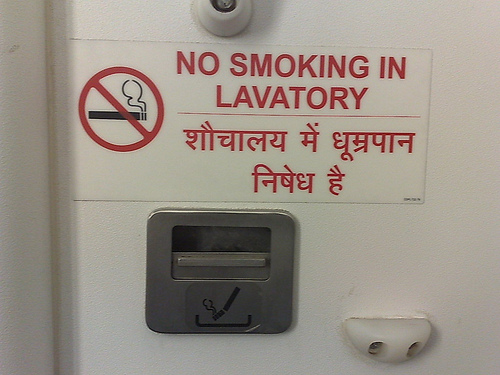 NO SMOKING IN
LAVATORY
शौचालय में धूम्रपान
निषेध है